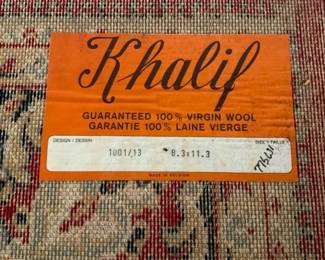 Khalif
GUARANTEED 100% VIRGIN WOOL
GARANTIE 100% LAINE VIERGE
DESIGN / DESSIN
1001/13 8.3x11.3
MADE IN BELGIUM